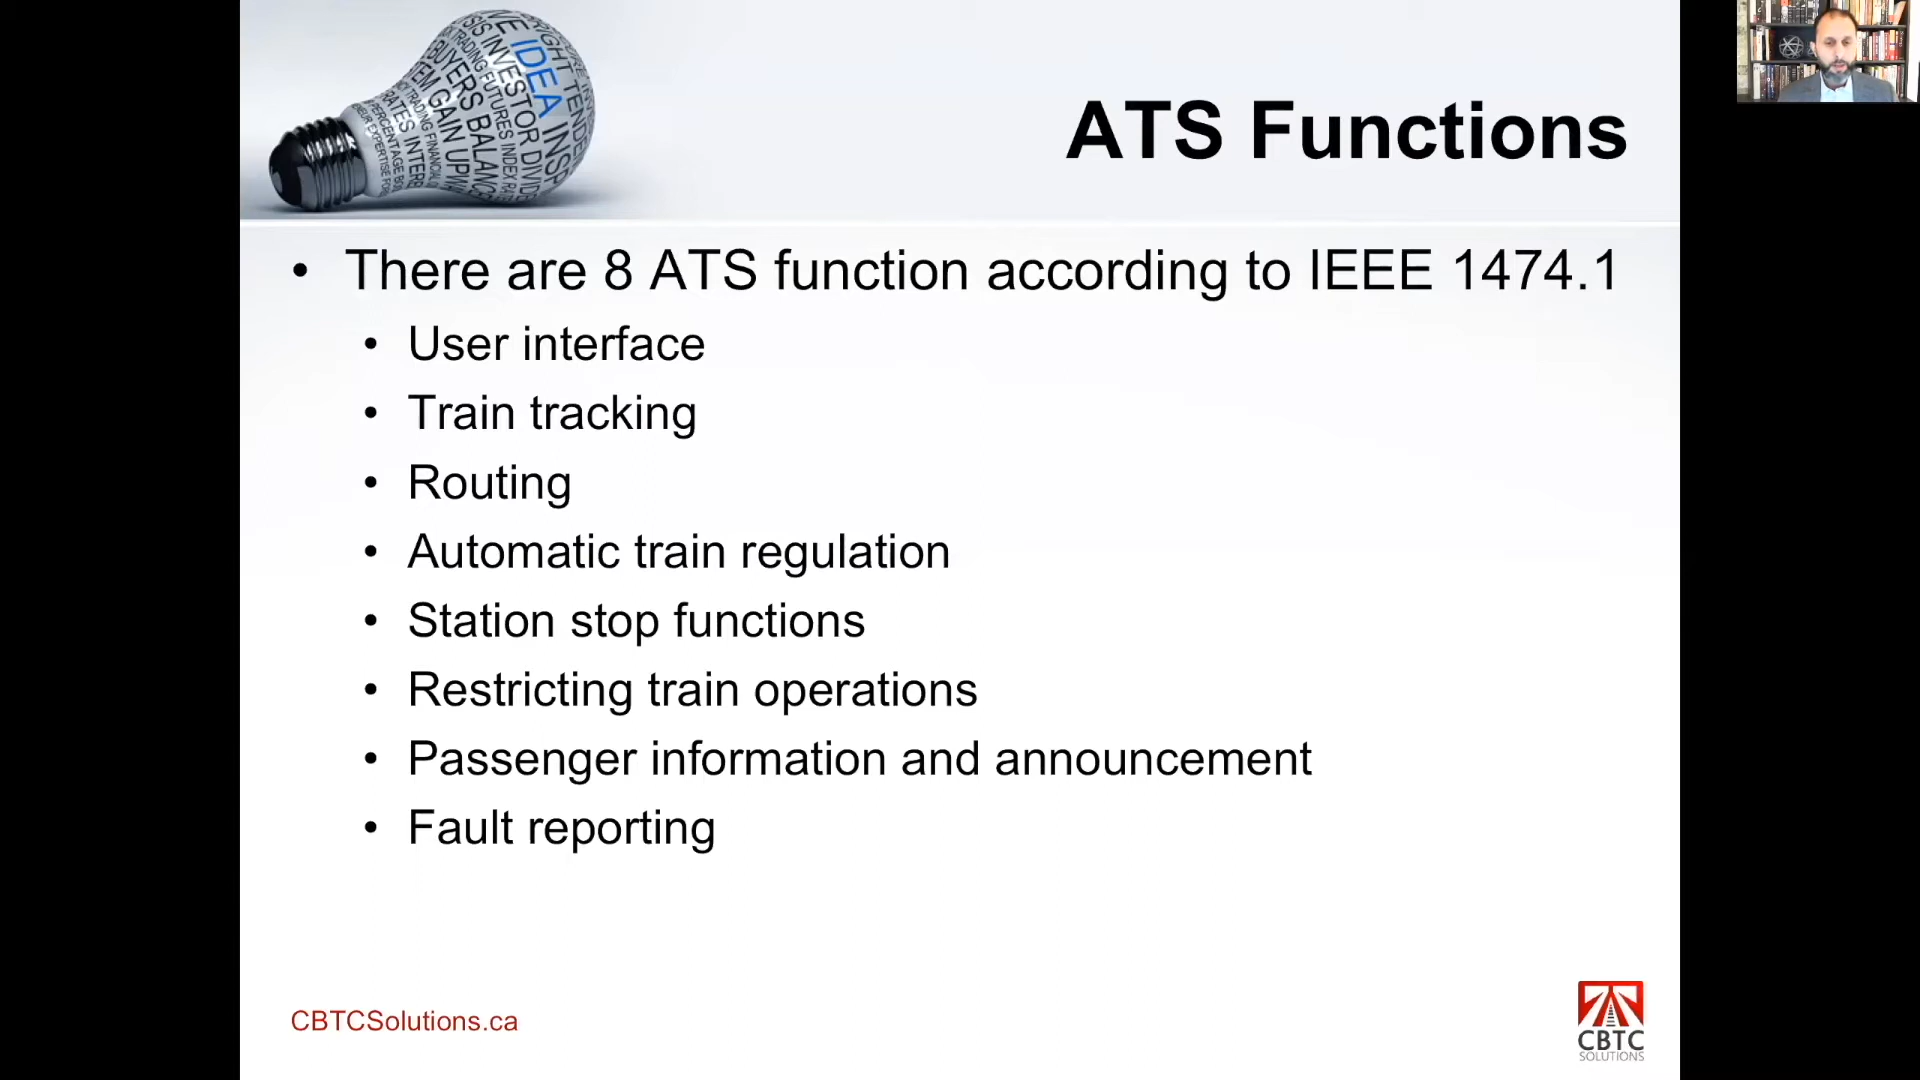 IDEA
ATS Functions
• There are 8 ATS function according to IEEE 1474.1
• User interface
• Train tracking
• Routing
• Automatic train regulation
• Station stop functions
• Restricting train operations
• Passenger information and announcement
• Fault reporting
CBTCSolutions.ca
CBTC
SOLUTIONS